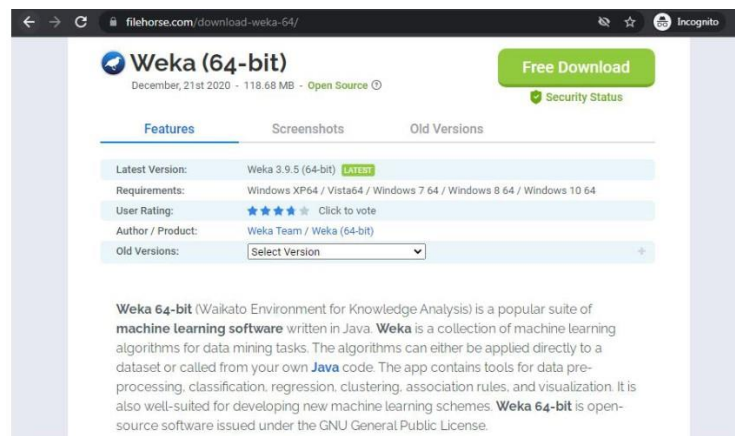 filehorse.com/download-weka-64/
Incognito
Weka (64-bit)
Free Download
December, 21st 2020 - 118.68 MB - Open Source
Security Status
Features Screenshots Old Versions
Latest Version: Weka 3.9.5 (64-bit) LATEST
Requirements: Windows XP64 / Vista64 / Windows 7 64 / Windows 8 64 / Windows 10 64
User Rating: Click to vote
Author / Product: Weka Team / Weka (64-bit)
Old Versions: Select Version
Weka 64-bit (Waikato Environment for Knowledge Analysis) is a popular suite of
machine learning software written in Java. Weka is a collection of machine learning
algorithms for data mining tasks. The algorithms can either be applied directly to a
dataset or called from your own Java code. The app contains tools for data pre-
processing, classification, regression, clustering, association rules, and visualization. It is
also well-suited for developing new machine learning schemes. Weka 64-bit is open-
source software issued under the GNU General Public License.